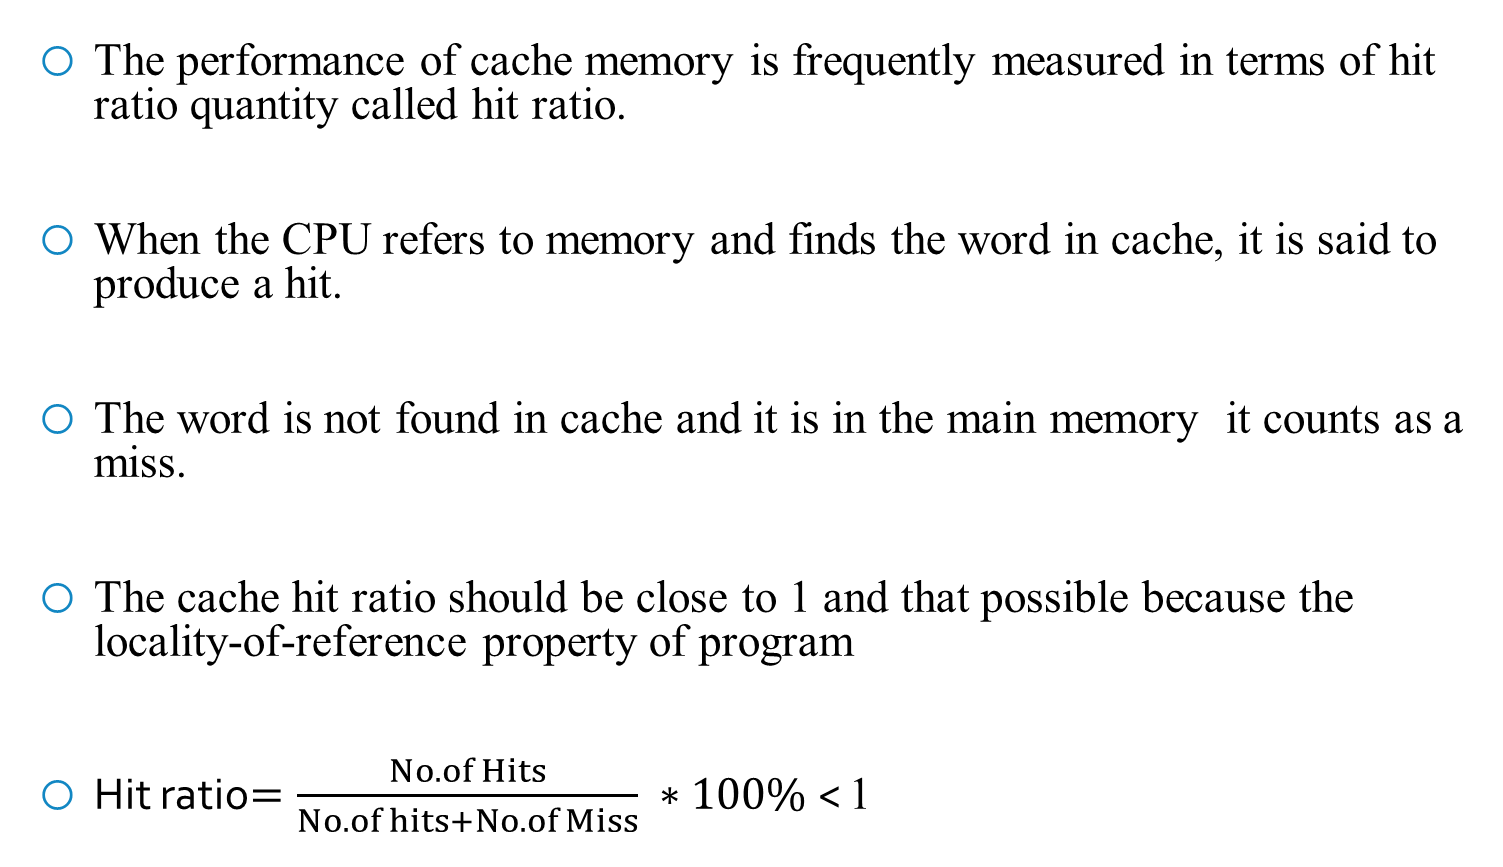 The performance of cache memory is frequently measured in terms of hit
ratio quantity called hit ratio.
When the CPU refers to memory and finds the word in cache, it is said to
produce a hit.
The word is not found in cache and it is in the main memory it counts as a
miss.
The cache hit ratio should be close to 1 and that possible because the
locality-of-reference property of program
No.of Hits
Hit ratio= * 100% < 1
No.of hits+No.of Miss